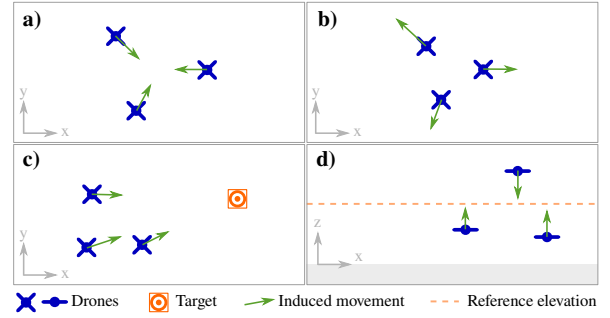 a)
y
x
b)
y
x
c)
y
x
d)
z
x
Drones Target Induced movement Reference elevation